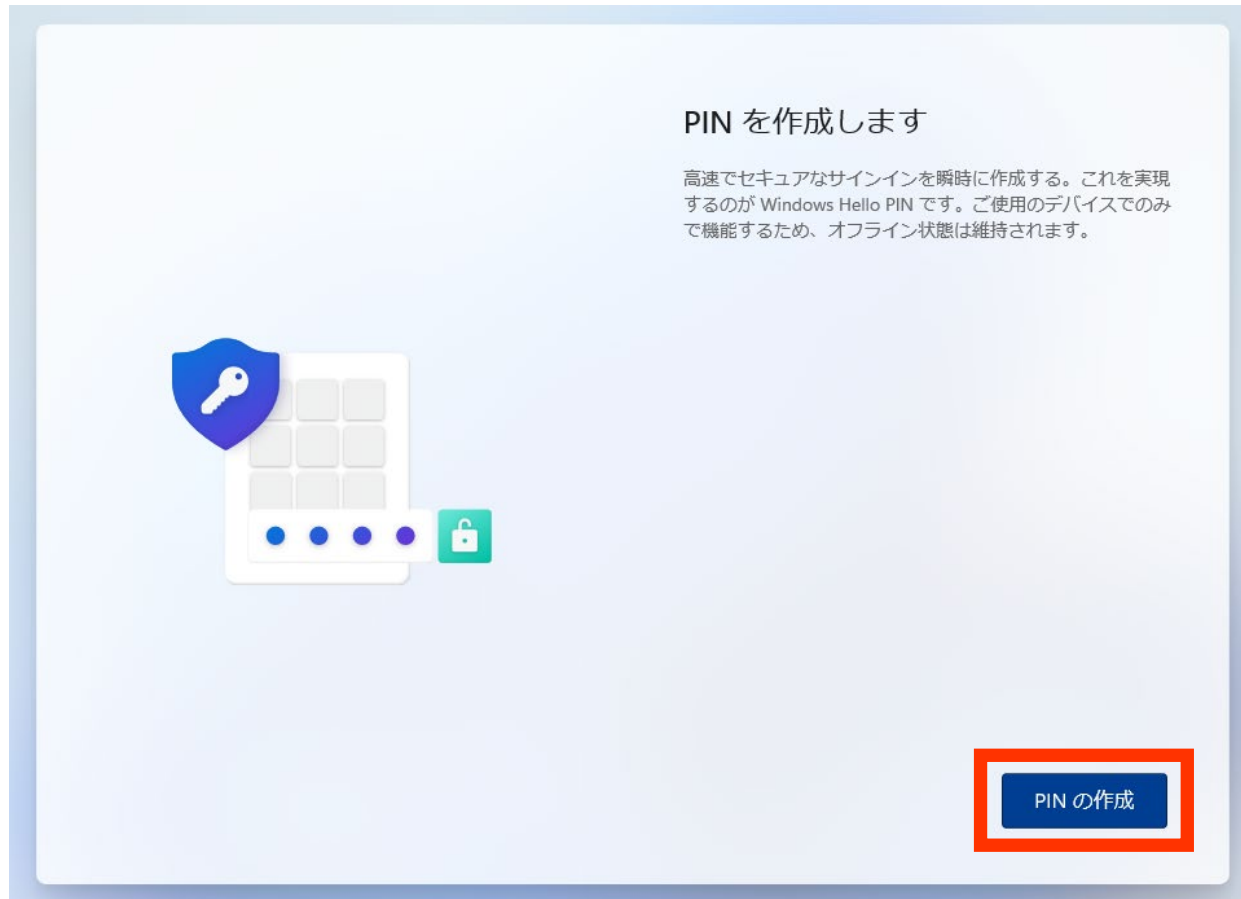 PIN を作成します
高速でセキュアなサインインを瞬時に作成する。これを実現
するのが Windows Hello PIN です。ご使用のデバイスでのみ
で機能するため、オフライン状態は維持されます。
PIN の作成